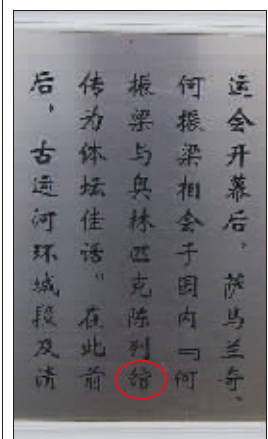 运会开幕后，萨马兰奇、
何振梁相会于国内『何
振梁与奥林匹克陈列
传为体坛佳话。在此前
后，古运河环城段及清